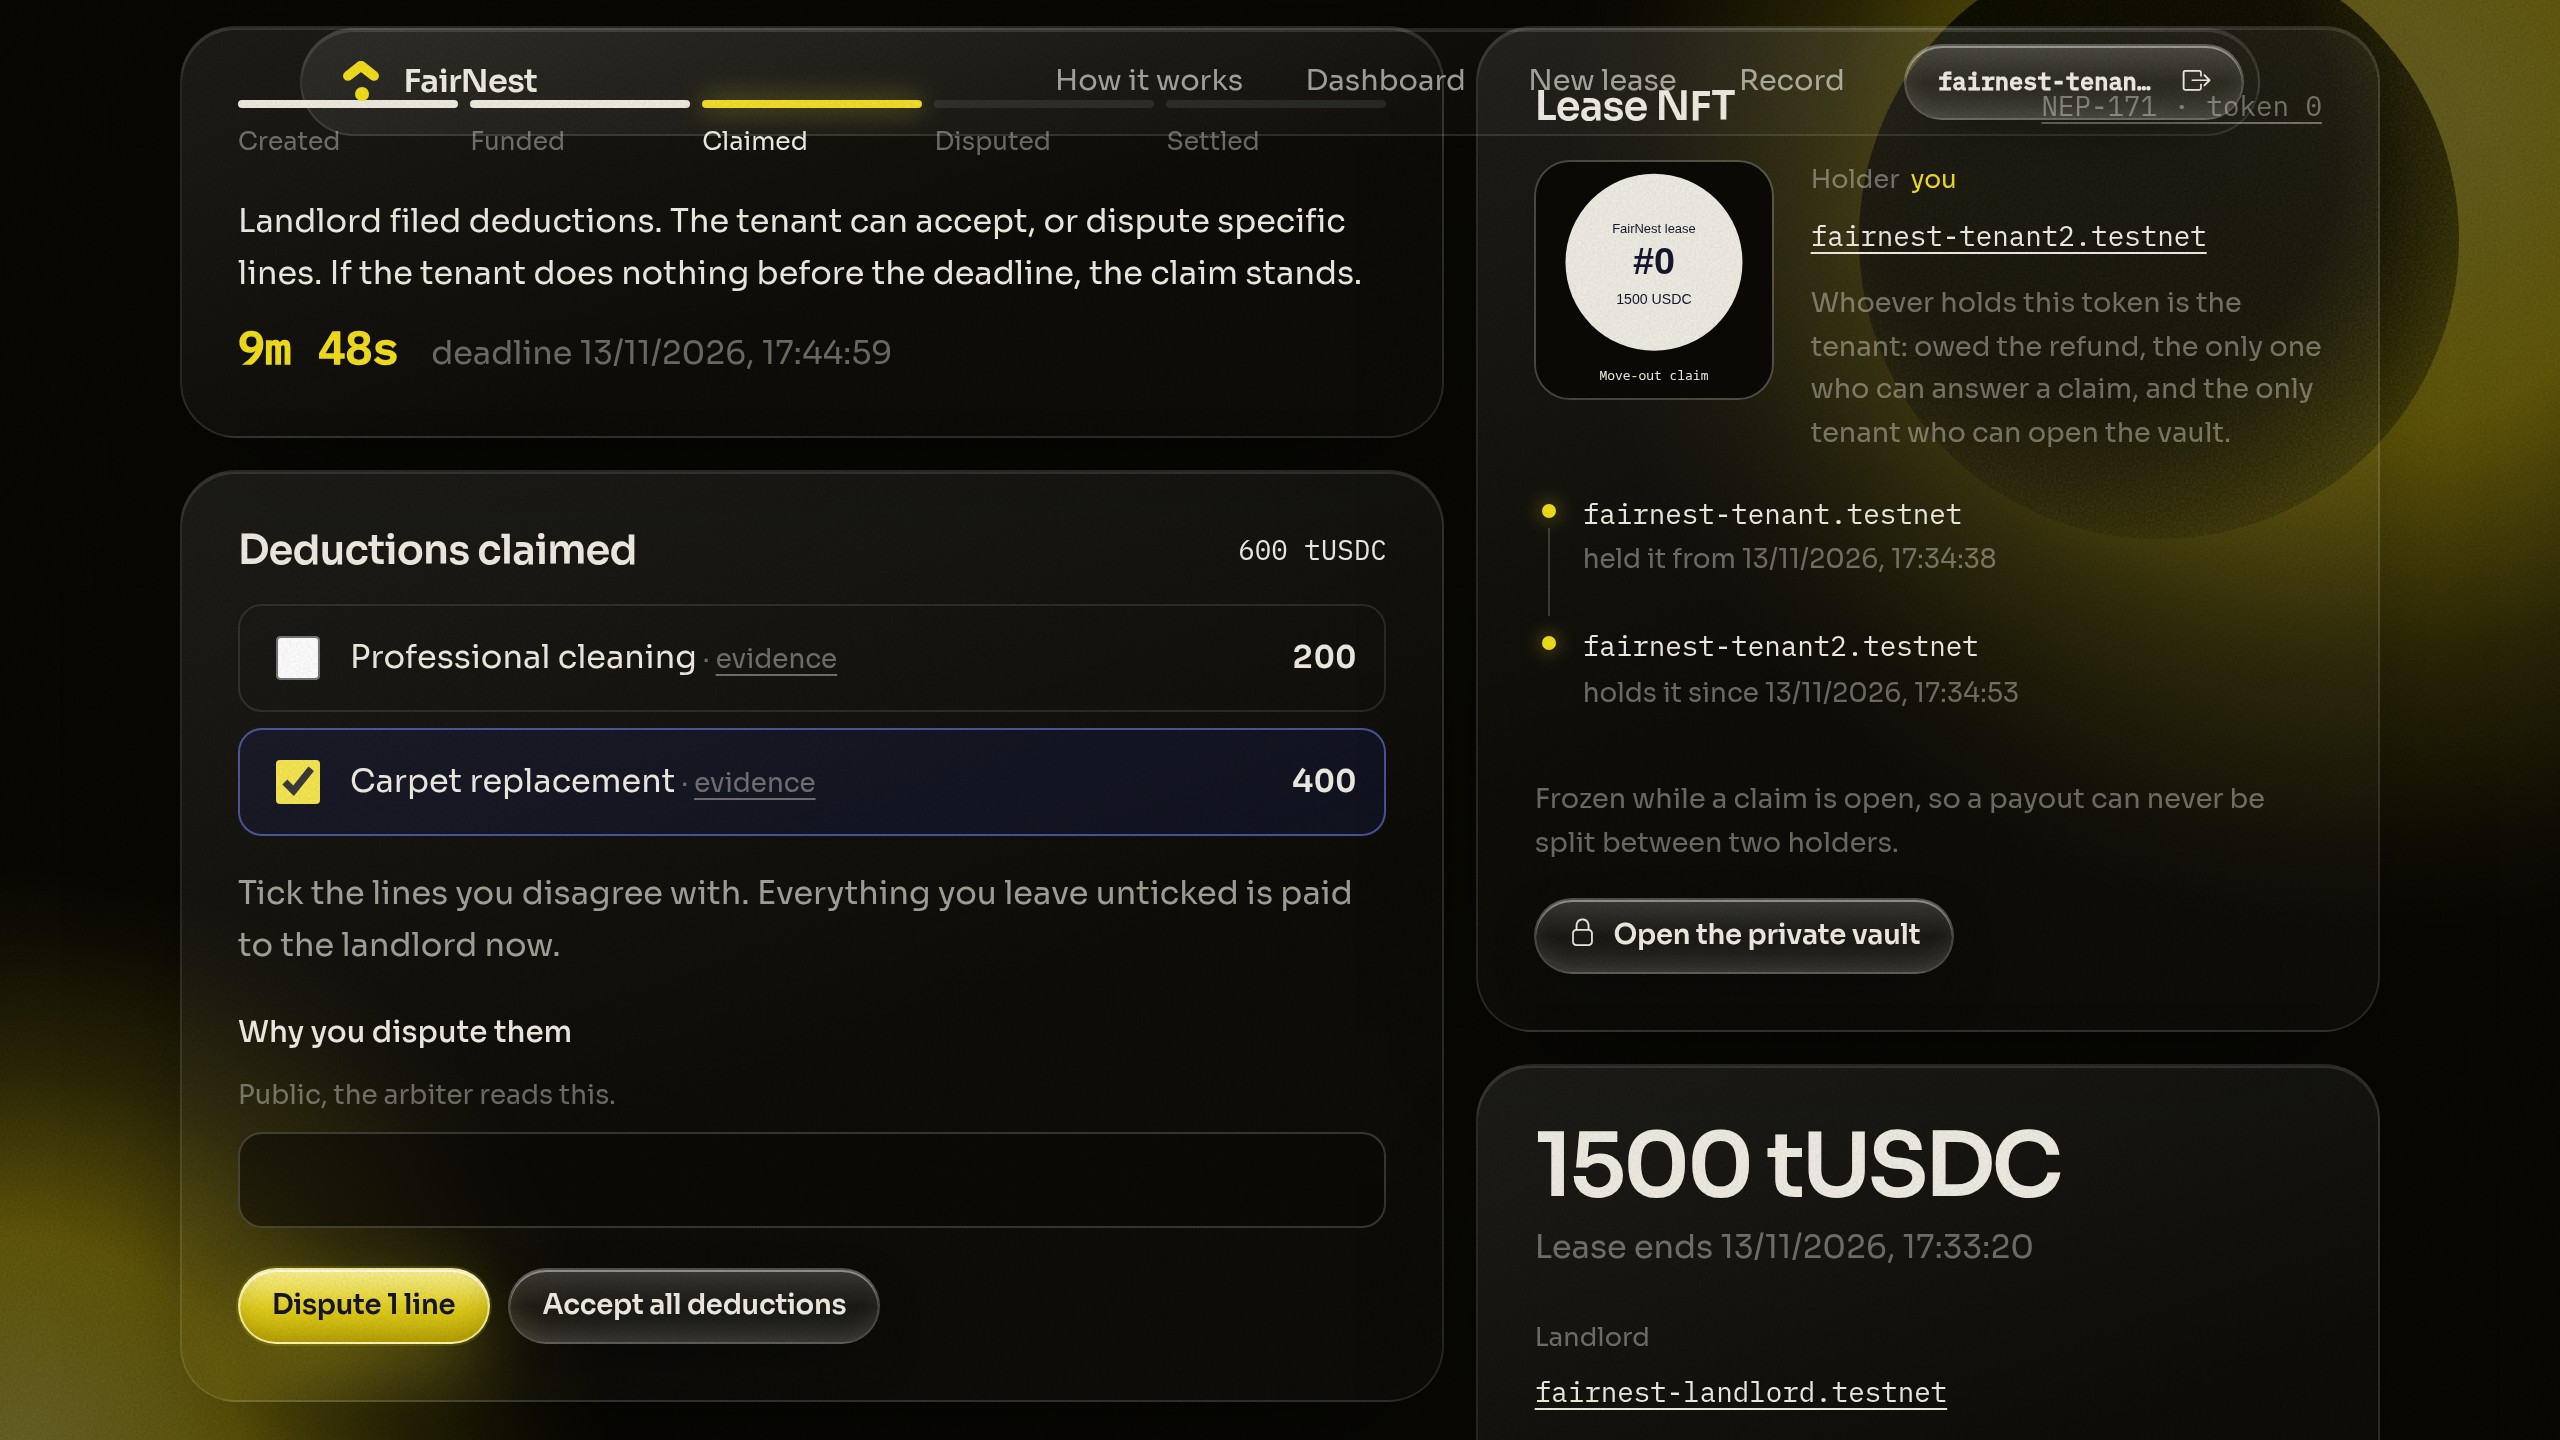 FairNest
How it works
Dashboard
New lease
Record
fairnest-tenan…
Created
Funded
Claimed
Disputed
Settled
Landlord filed deductions. The tenant can accept, or dispute specific
lines. If the tenant does nothing before the deadline, the claim stands.
9m 48s deadline 13/11/2026, 17:44:59
Deductions claimed
600 tUSDC
Professional cleaning · evidence
200
Carpet replacement · evidence
400
Tick the lines you disagree with. Everything you leave unticked is paid
to the landlord now.
Why you dispute them
Public, the arbiter reads this.
Dispute 1 line
Accept all deductions
Lease NFT
NEP-171 · token 0
FairNest lease
#0
1500 USDC
Move-out claim
Holder you
fairnest-tenant2.testnet
Whoever holds this token is the
tenant: owed the refund, the only one
who can answer a claim, and the only
tenant who can open the vault.
fairnest-tenant.testnet
held it from 13/11/2026, 17:34:38
fairnest-tenant2.testnet
holds it since 13/11/2026, 17:34:53
Frozen while a claim is open, so a payout can never be
split between two holders.
Open the private vault
1500 tUSDC
Lease ends 13/11/2026, 17:33:20
Landlord
fairnest-landlord.testnet